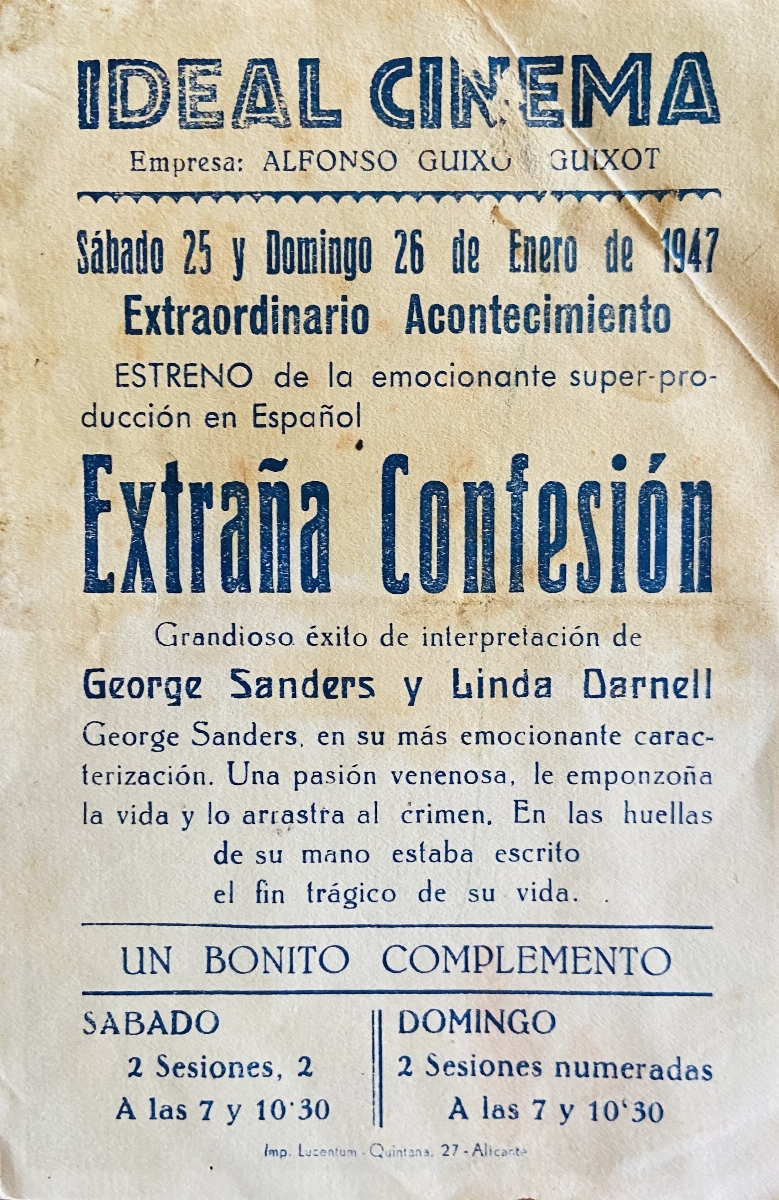 IDEAL CINEMA
Empresa: ALFONSO GUIXO GUIXOT
Sábado 25 y Domingo 26 de Enero de 1947
Extraordinario Acontecimiento
ESTRENO de la emocionante super-pro-
ducción en Español
Extraña Confesión
Grandioso éxito de interpretación de
George Sanders y Linda Darnell
George Sanders, en su más emocionante carac-
terización. Una pasión venenosa, le emponzoña
la vida y lo arrastra al crimen. En las huellas
de su mano estaba escrito
el fin trágico de su vida.
UN BONITO COMPLEMENTO
SABADO
2 Sesiones, 2
A las 7 y 10'30
DOMINGO
2 Sesiones numeradas
A las 7 y 10'30
Imp. Lucentum - Quintana, 27 - Alicante